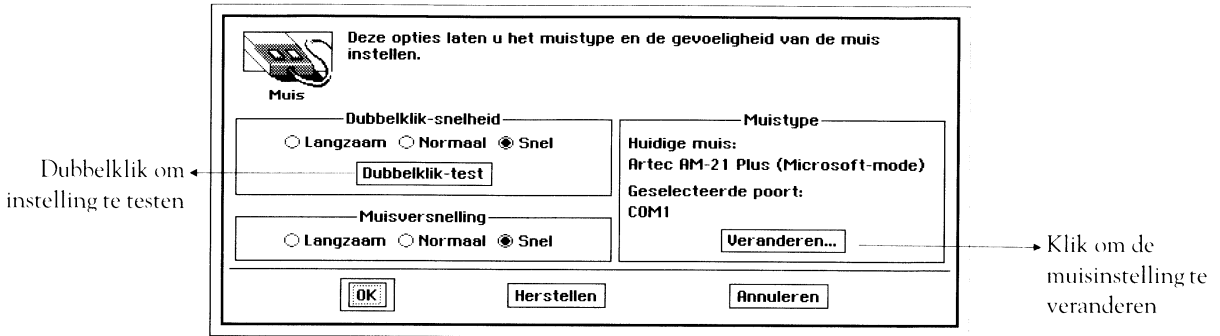 Deze opties laten u het muistype en de gevoeligheid van de muis
instellen.
Muis
Dubbelklik-snelheid
Langzaam Normaal Snel
Dubbelklik-test
Muisversnelling
Langzaam Normaal Snel
Muistype
Huidige muis:
Artec AM-21 Plus (Microsoft-mode)
Geselecteerde poort:
COM1
Veranderen...
OK Herstellen Annuleren
Dubbelklik om
instelling te testen
Klik om de
muisinstelling te
veranderen